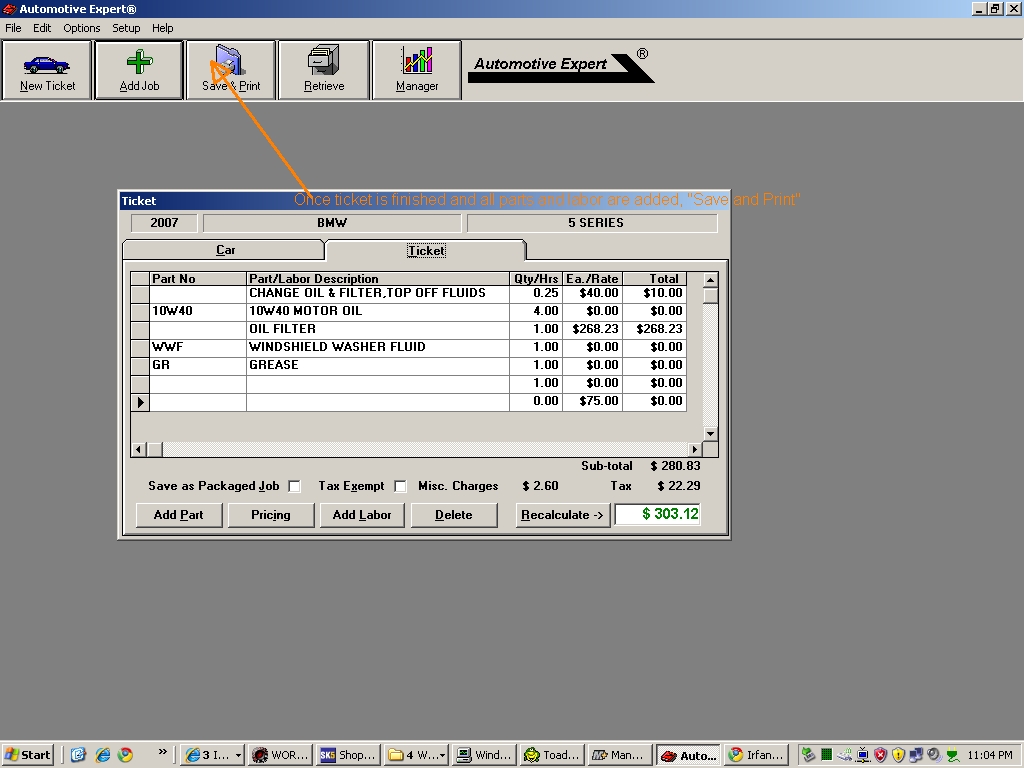 Automotive Expert®
File Edit Options Setup Help
New Ticket Add Job Save & Print Retrieve Manager Automotive Expert ®
Once ticket is finished and all parts and labor are added, "Save and Print"
Ticket
2007 BMW 5 SERIES
Car Ticket
Part No Part/Labor Description Qty/Hrs Ea./Rate Total
CHANGE OIL & FILTER,TOP OFF FLUIDS 0.25 $40.00 $10.00
10W40 10W40 MOTOR OIL 4.00 $0.00 $0.00
OIL FILTER 1.00 $268.23 $268.23
WWF WINDSHIELD WASHER FLUID 1.00 $0.00 $0.00
GR GREASE 1.00 $0.00 $0.00
1.00 $0.00 $0.00
0.00 $75.00 $0.00
Sub-total $ 280.83
Save as Packaged Job Tax Exempt Misc. Charges $ 2.60 Tax $ 22.29
Add Part Pricing Add Labor Delete Recalculate -> $ 303.12
Start » 3 I... WOR... SKS Shop... 4 W... Wind... Toad... Man... Auto... Irfan... 11:04 PM